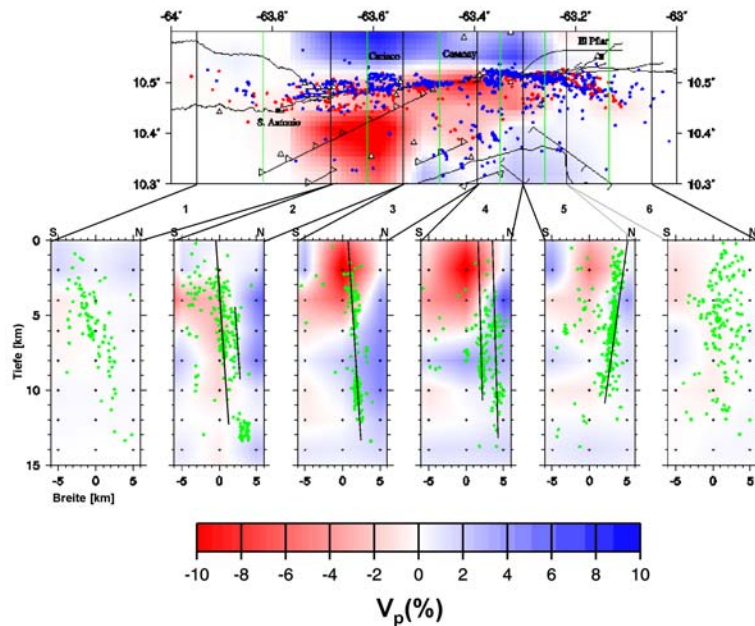 -64° -63.8° -63.6° -63.4° -63.2° -63°
El Pilar
Cariaco Casanay
10.5° 10.5°
S. Antonio
10.4° 10.4°
10.3° 10.3°
1 2 3 4 5 6
S N S N S N S N S N S N
0
5
10
15
Tiefe [km]
-5 0 5 -5 0 5 -5 0 5 -5 0 5 -5 0 5 -5 0 5
Breite [km]
-10 -8 -6 -4 -2 0 2 4 6 8 10
Vp(%)